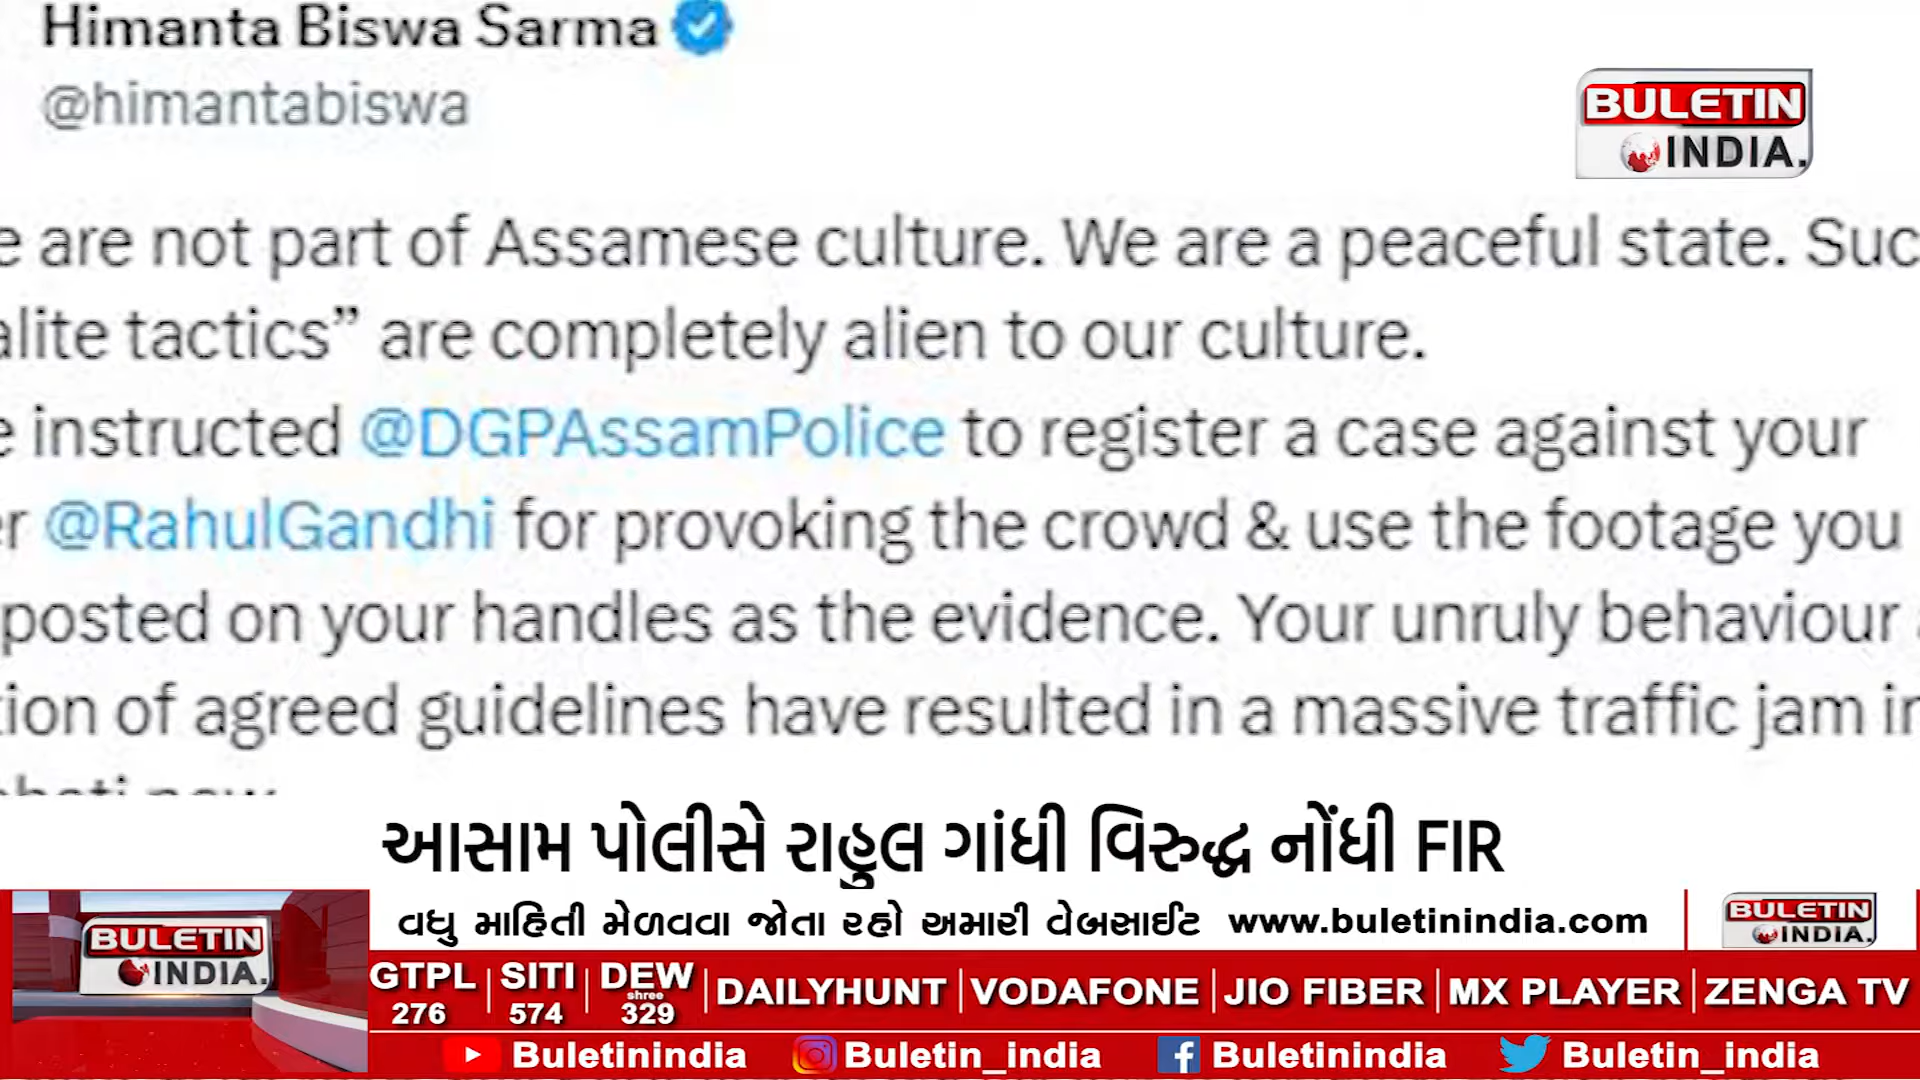 Himanta Biswa Sarma
@himantabiswa
BULETIN
INDIA.
are not part of Assamese culture. We are a peaceful state.
tactics” are completely alien to our culture.
instructed @DGPAssamPolice to register a case against your
@RahulGandhi for provoking the crowd & use the footage you
posted on your handles as the evidence. Your unruly behaviour
of agreed guidelines have resulted in a massive traffic jam
આસામ પોલીસે રાહુલ ગાંધી વિરુદ્ધ નોંધી FIR
વધુ માહિતી મેળવવા જોતા રહો અમારી વેબસાઈટ www.buletinindia.com
BULETIN
INDIA.
BULETIN
INDIA.
GTPL 276 | SITI 574 | DEW shree 329 | DAILYHUNT | VODAFONE | JIO FIBER | MX PLAYER | ZENGA TV
Buletinindia Buletin_india Buletinindia Buletin_india